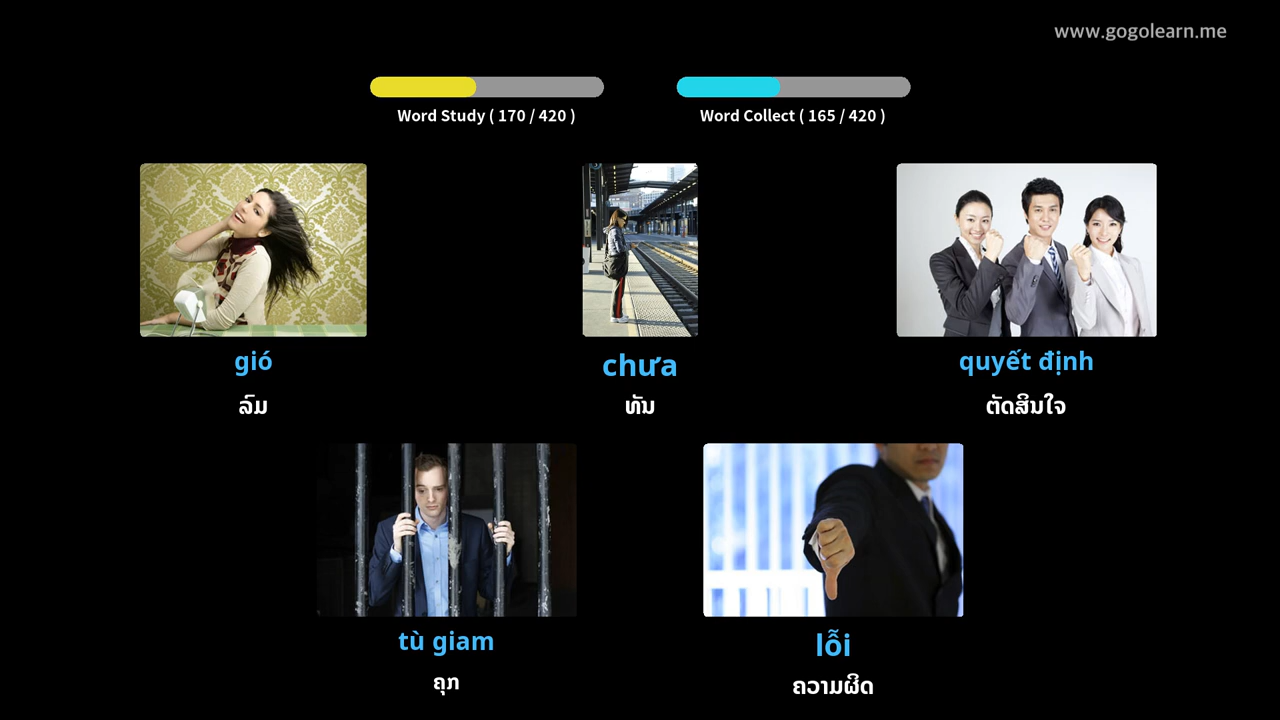 www.gogolearn.me
Word Study ( 170 / 420 )
Word Collect ( 165 / 420 )
gió
chưa
quyết định
ລົມ
ທັນ
ຕັດສິນໃຈ
tù giam
lỗi
ຄຸກ
ຄວາມຜິດ